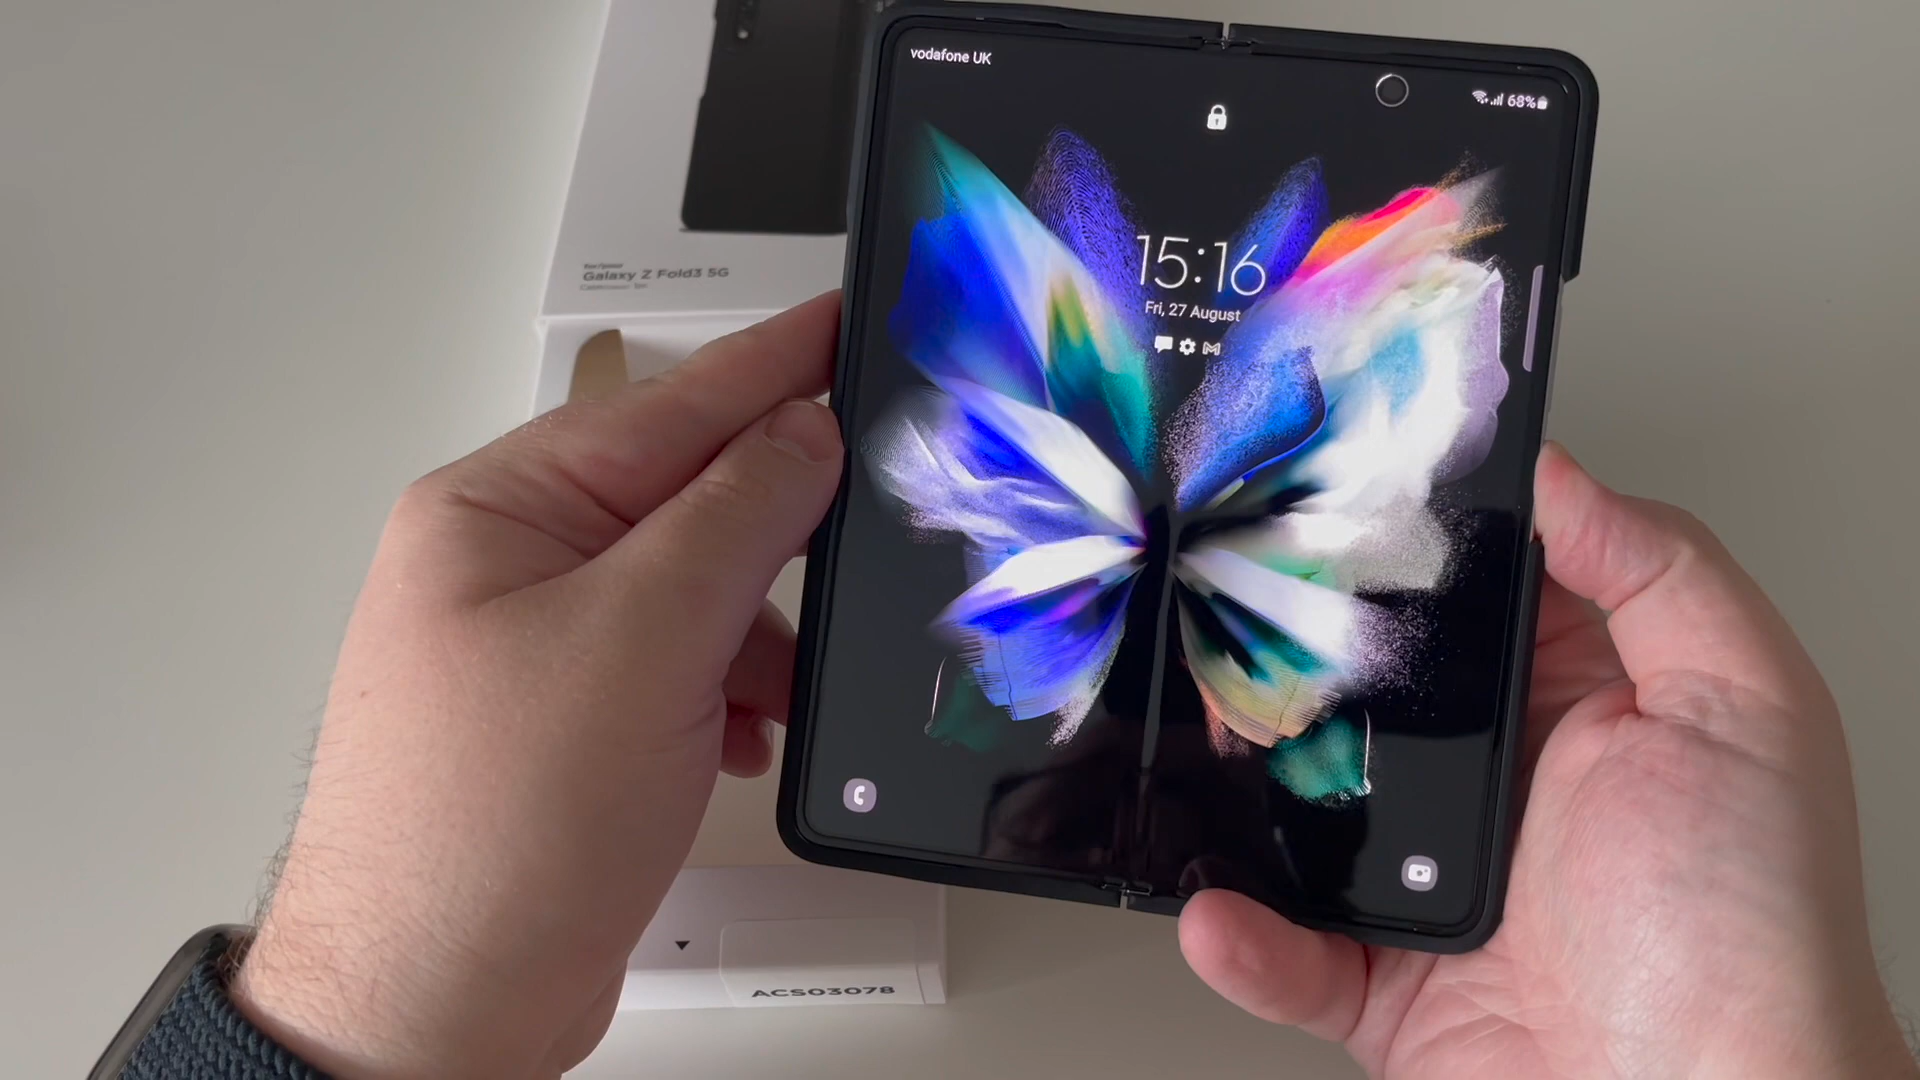 vodafone UK
68%
15:16
Fri, 27 August
Galaxy Z Fold3 5G
ACS03078